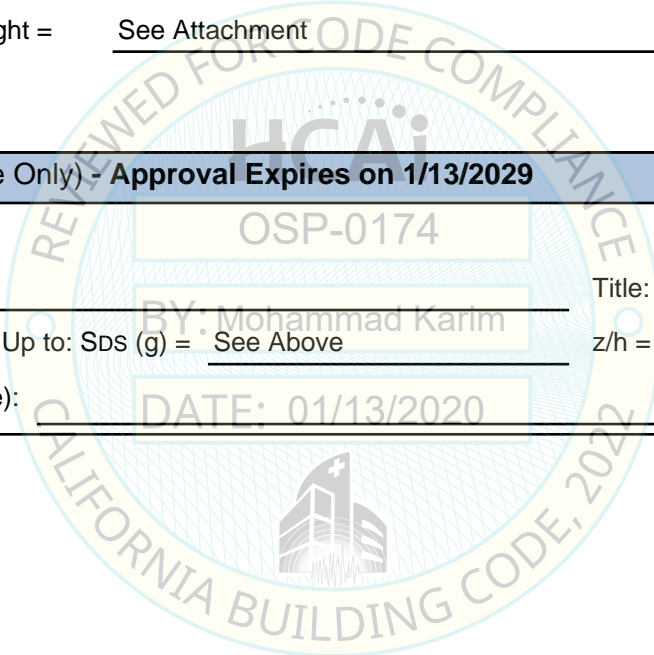 ght = See Attachment
REVIEWED FOR CODE COMPLIANCE
HCAi
e Only) - Approval Expires on 1/13/2029
OSP-0174
Title:
BY: Mohammad Karim
Up to: SDS (g) = See Above z/h =
e):
DATE: 01/13/2020
CALIFORNIA BUILDING CODE, 2022